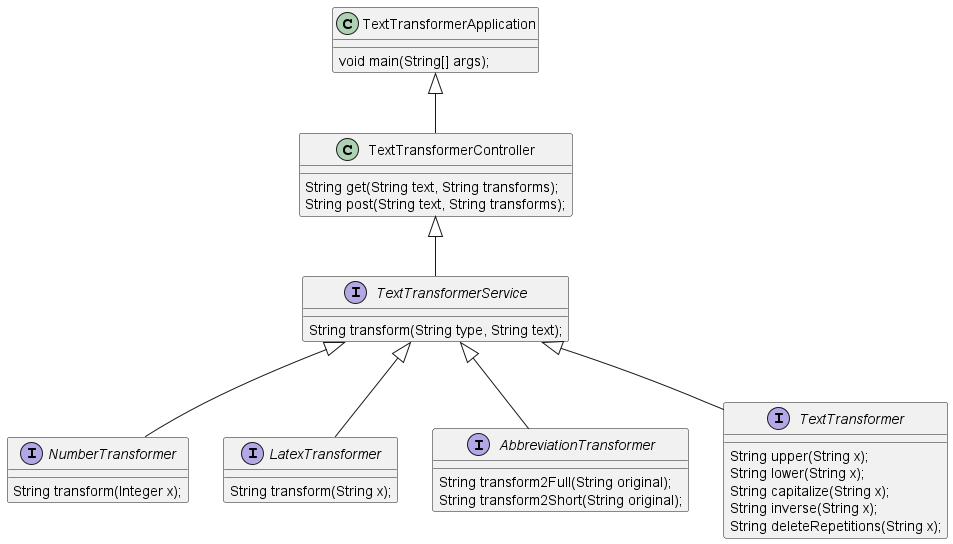 C TextTransformerApplication
void main(String[] args);
C TextTransformerController
String get(String text, String transforms);
String post(String text, String transforms);
I TextTransformerService
String transform(String type, String text);
I NumberTransformer
String transform(Integer x);
I LatexTransformer
String transform(String x);
I AbbreviationTransformer
String transform2Full(String original);
String transform2Short(String original);
I TextTransformer
String upper(String x);
String lower(String x);
String capitalize(String x);
String inverse(String x);
String deleteRepetitions(String x);